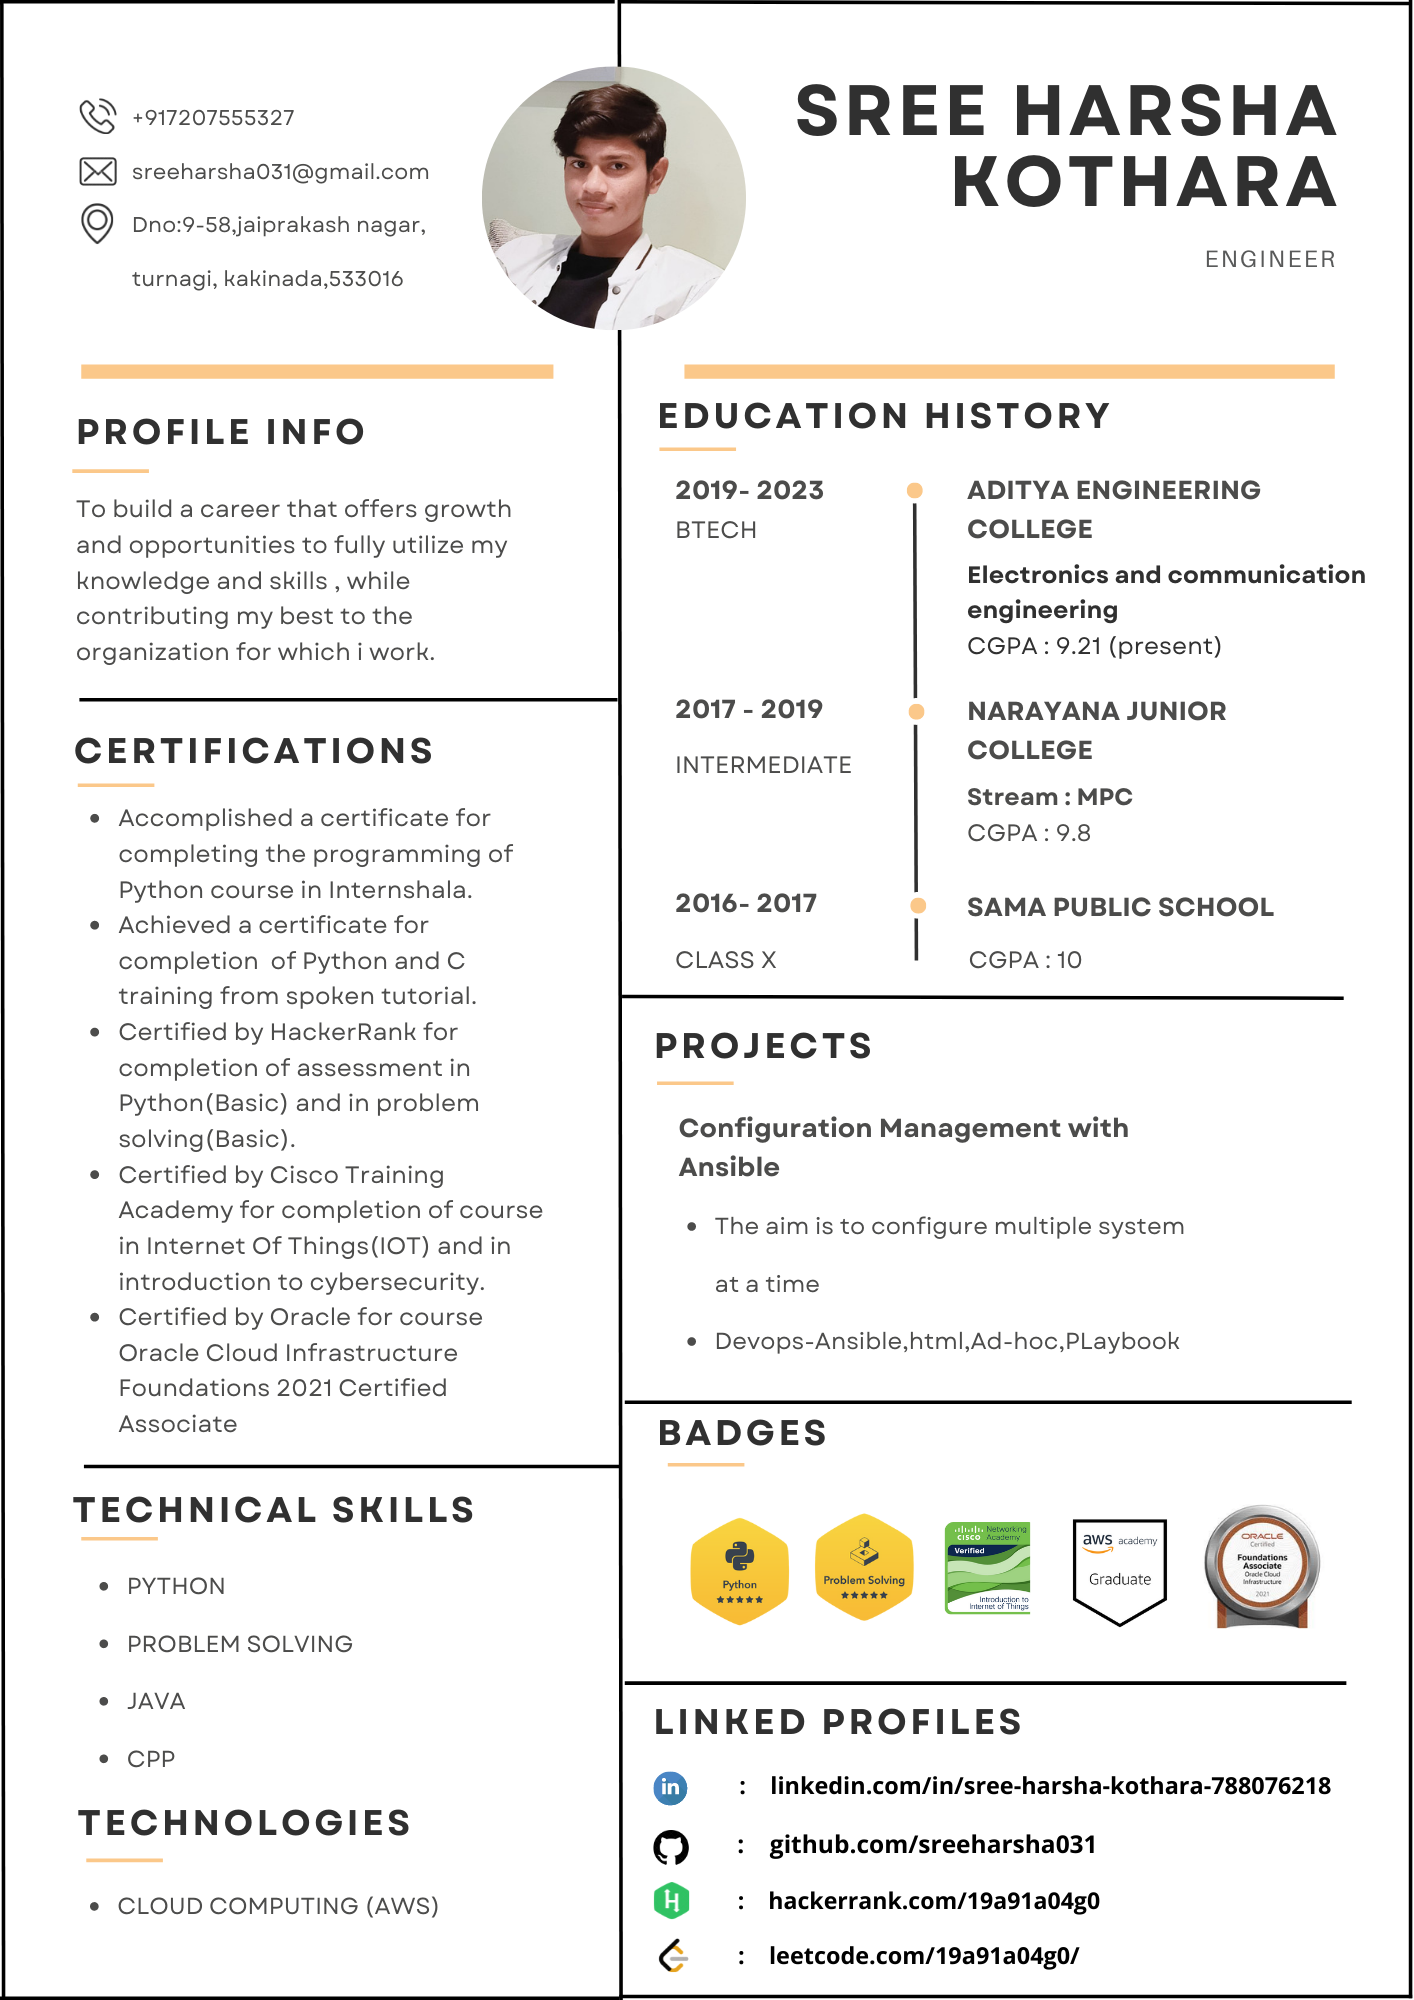 +917207555327
sreeharsha031@gmail.com
Dno:9-58,jaiprakash nagar,
turnagi, kakinada,533016
SREE HARSHA
KOTHARA
ENGINEER
PROFILE INFO
To build a career that offers growth
and opportunities to fully utilize my
knowledge and skills , while
contributing my best to the
organization for which i work.
CERTIFICATIONS
Accomplished a certificate for
completing the programming of
Python course in Internshala.
Achieved a certificate for
completion  of Python and C
training from spoken tutorial.
Certified by HackerRank for
completion of assessment in
Python(Basic) and in problem
solving(Basic).
Certified by Cisco Training
Academy for completion of course
in Internet Of Things(IOT) and in
introduction to cybersecurity.
Certified by Oracle for course
Oracle Cloud Infrastructure
Foundations 2021 Certified
Associate
TECHNICAL SKILLS
PYTHON
PROBLEM SOLVING
JAVA
CPP
TECHNOLOGIES
CLOUD COMPUTING (AWS)
EDUCATION HISTORY
2019- 2023
BTECH
ADITYA ENGINEERING
COLLEGE
Electronics and communication
engineering
CGPA : 9.21 (present)
2017 - 2019
INTERMEDIATE
NARAYANA JUNIOR
COLLEGE
Stream : MPC
CGPA : 9.8
2016- 2017
CLASS X
SAMA PUBLIC SCHOOL
CGPA : 10
PROJECTS
Configuration Management with
Ansible
The aim is to configure multiple system
at a time
Devops-Ansible,html,Ad-hoc,PLaybook
BADGES
Python
Problem Solving
CISCO Networking
Academy
Verified
Introduction to
Internet of Things
aws academy
Graduate
ORACLE
Certified
Foundations
Associate
Oracle Cloud
Infrastructure
2021
LINKED PROFILES
in : linkedin.com/in/sree-harsha-kothara-788076218
: github.com/sreeharsha031
H : hackerrank.com/19a91a04g0
: leetcode.com/19a91a04g0/